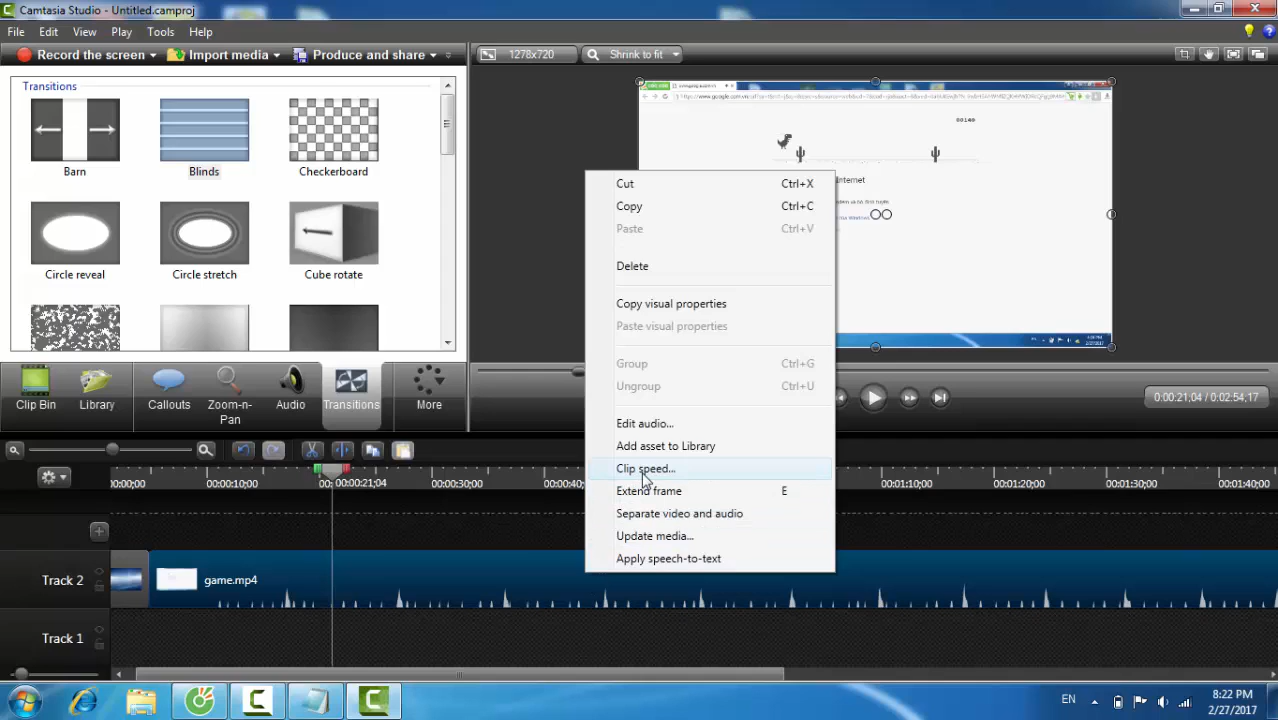 Camtasia Studio - Untitled.camproj
File Edit View Play Tools Help
Record the screen Import media Produce and share
1278x720 Shrink to fit
Transitions
Barn Blinds Checkerboard
Circle reveal Circle stretch Cube rotate
00140
Internet
Cut Ctrl+X
Copy Ctrl+C
Paste Ctrl+V
Delete
Copy visual properties
Paste visual properties
Group Ctrl+G
Ungroup Ctrl+U
Edit audio...
Add asset to Library
Clip speed...
Extend frame E
Separate video and audio
Update media...
Apply speech-to-text
Clip Bin Library Callouts Zoom-n-Pan Audio Transitions More
0:00:21;04 / 0:02:54;17
00:00;00 0:00:10;00 00: 00:00:21;04 0:00:30;00 0:00:4 0:01:10;00 0:01:20;00 0:01:30;00 0:01:40;0
Track 2 game.mp4
Track 1
EN 8:22 PM
2/27/2017